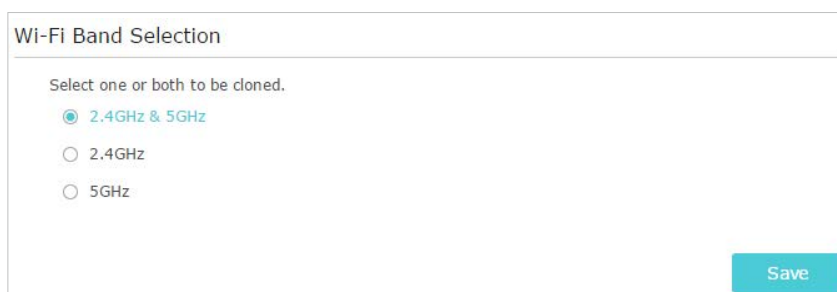 Wi-Fi Band Selection
Select one or both to be cloned.
2.4GHz & 5GHz
2.4GHz
5GHz
Save